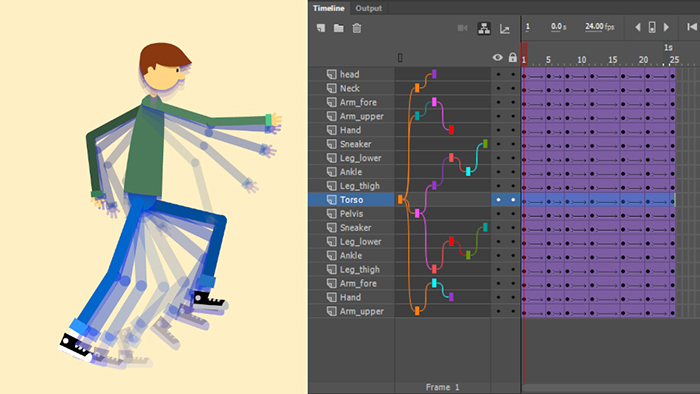 Timeline Output
1 0.0 s 24.00 fps
1s
1 5 10 15 20 25
head
Neck
Arm_fore
Arm_upper
Hand
Sneaker
Leg_lower
Ankle
Leg_thigh
Torso
Pelvis
Sneaker
Leg_lower
Ankle
Leg_thigh
Arm_fore
Hand
Arm_upper
Frame 1